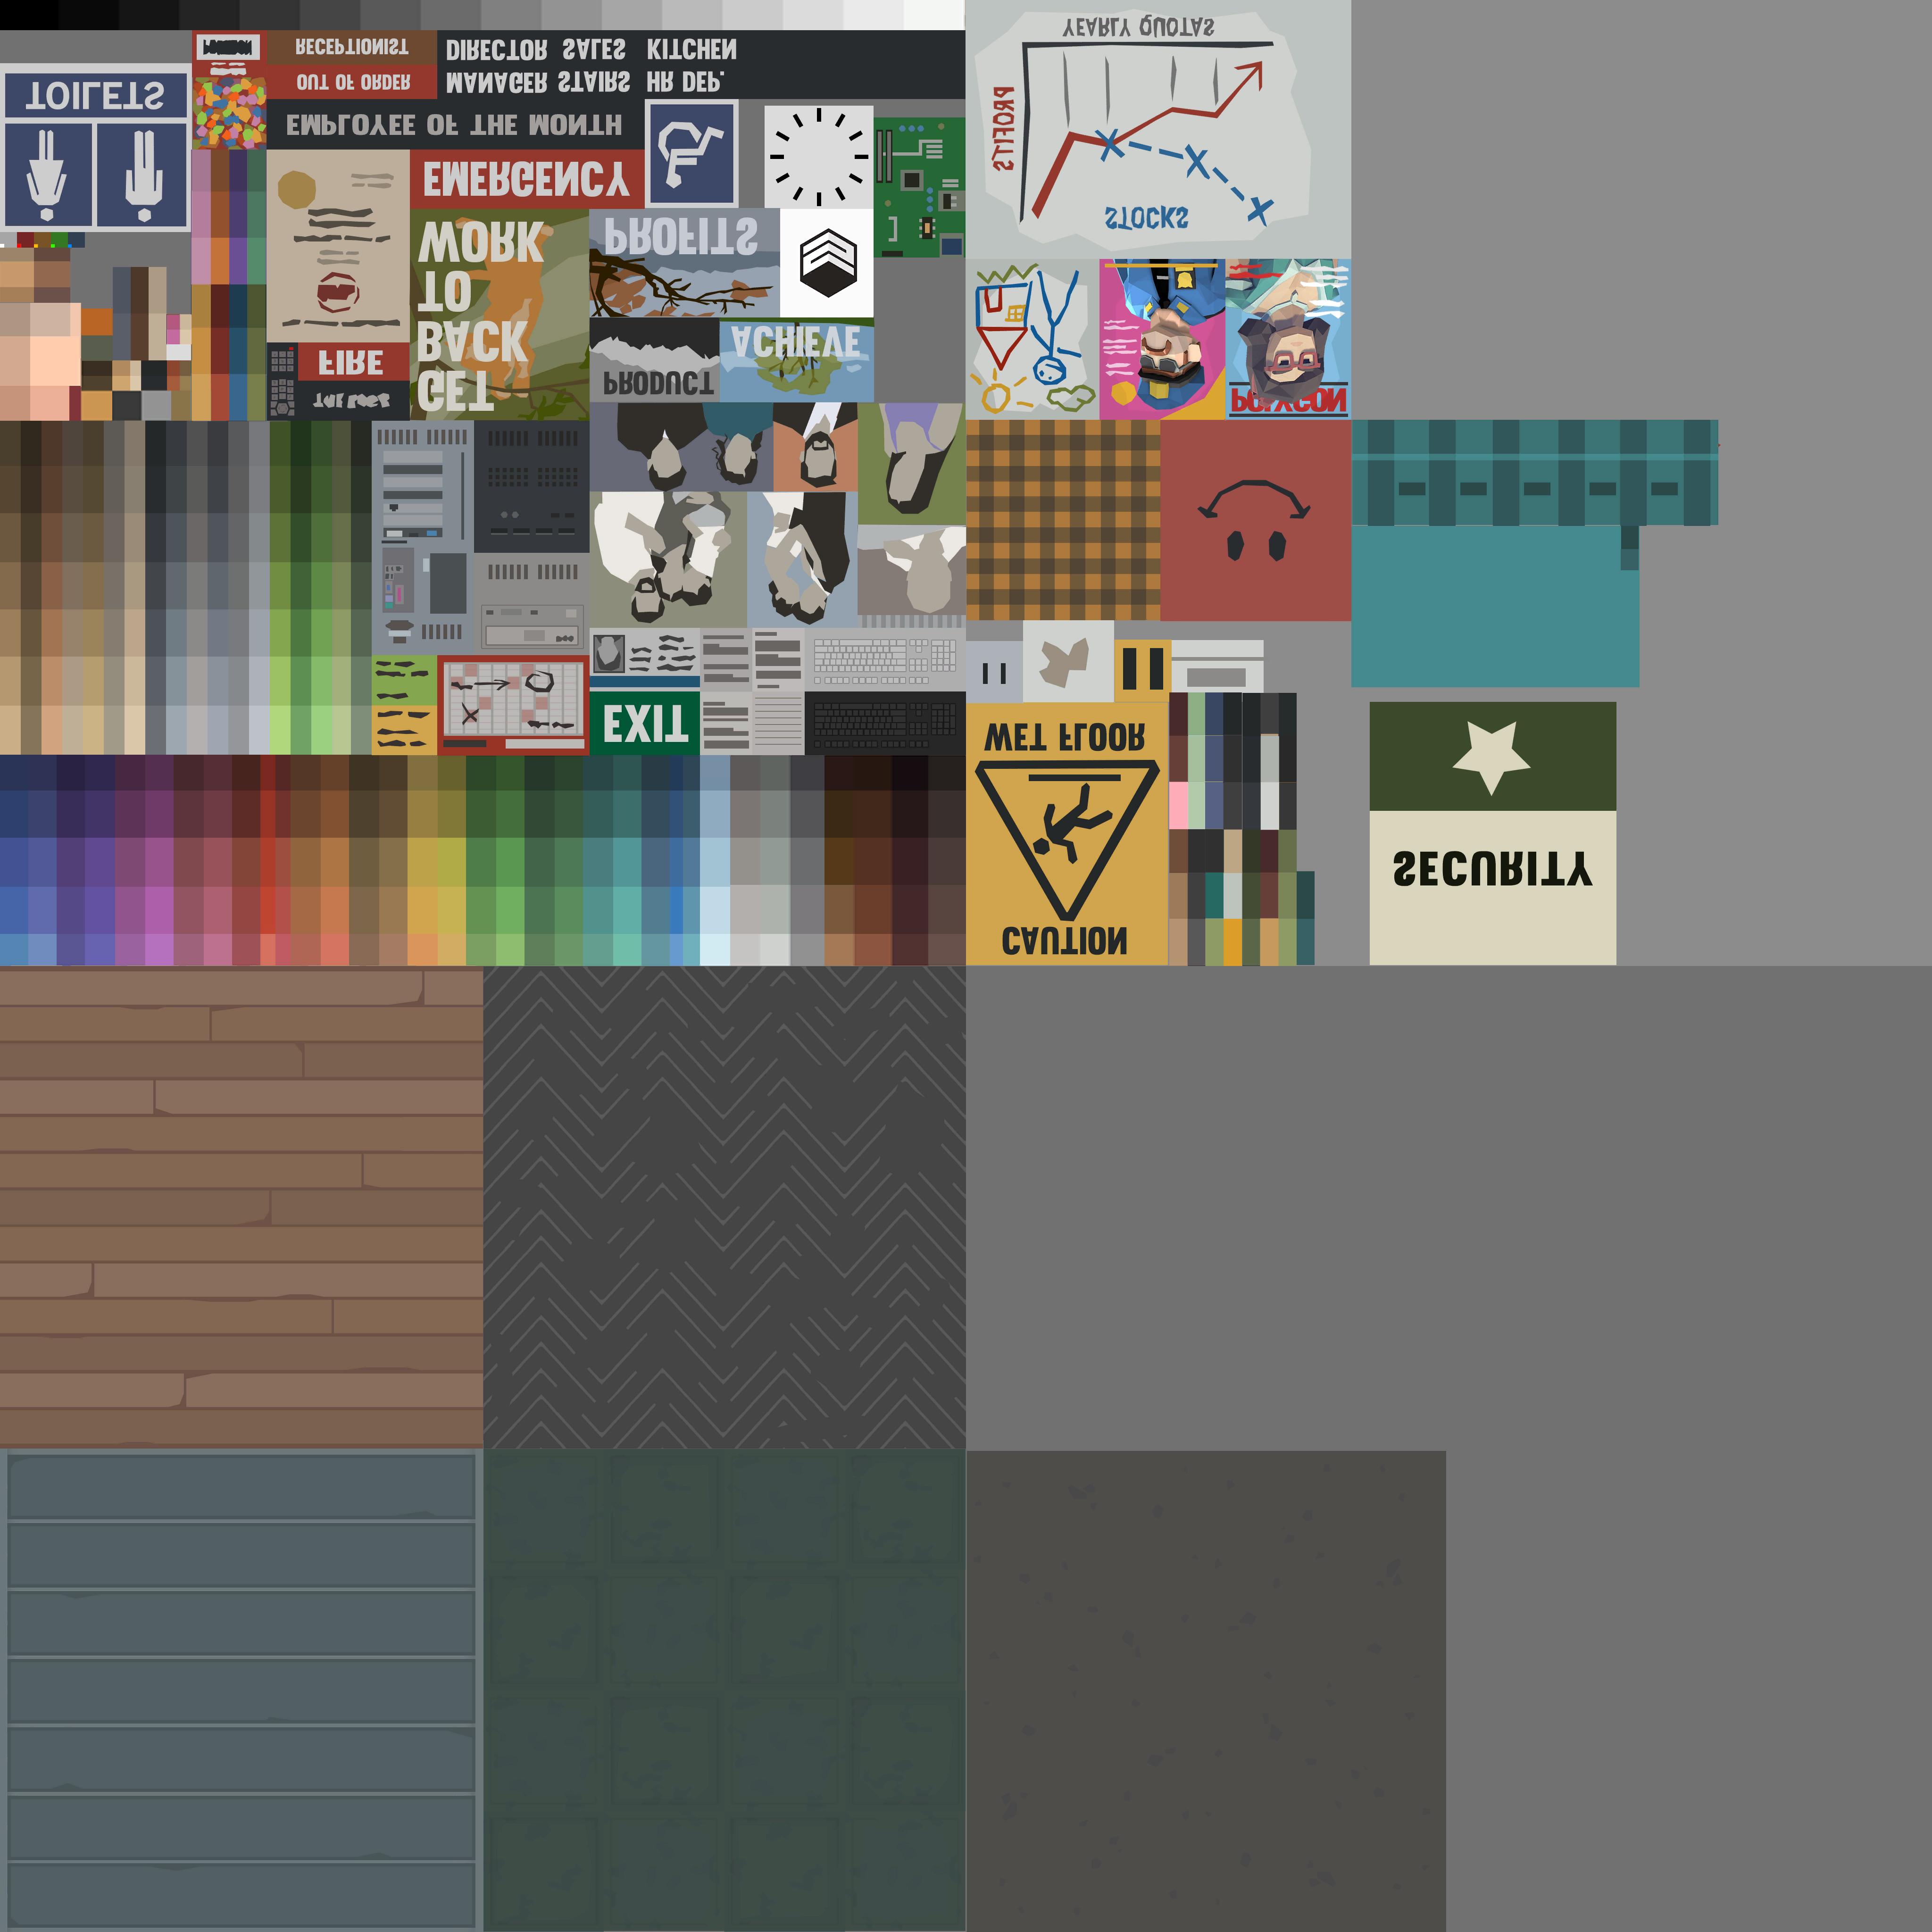 YEARLY QUOTAS
RECEPTIONIST
DIRECTOR SALES KITCHEN
OUT OF ORDER
MANAGER STAIRS HR DEP.
TOILETS
EMPLOYEE OF THE MONTH
PROFITS
EMERGENCY
STOCKS
WORK
TO
BACK
GET
PROFITS
ACHIEVE
PRODUCT
FIRE
POLYGON
EXIT
WET FLOOR
CAUTION
SECURITY